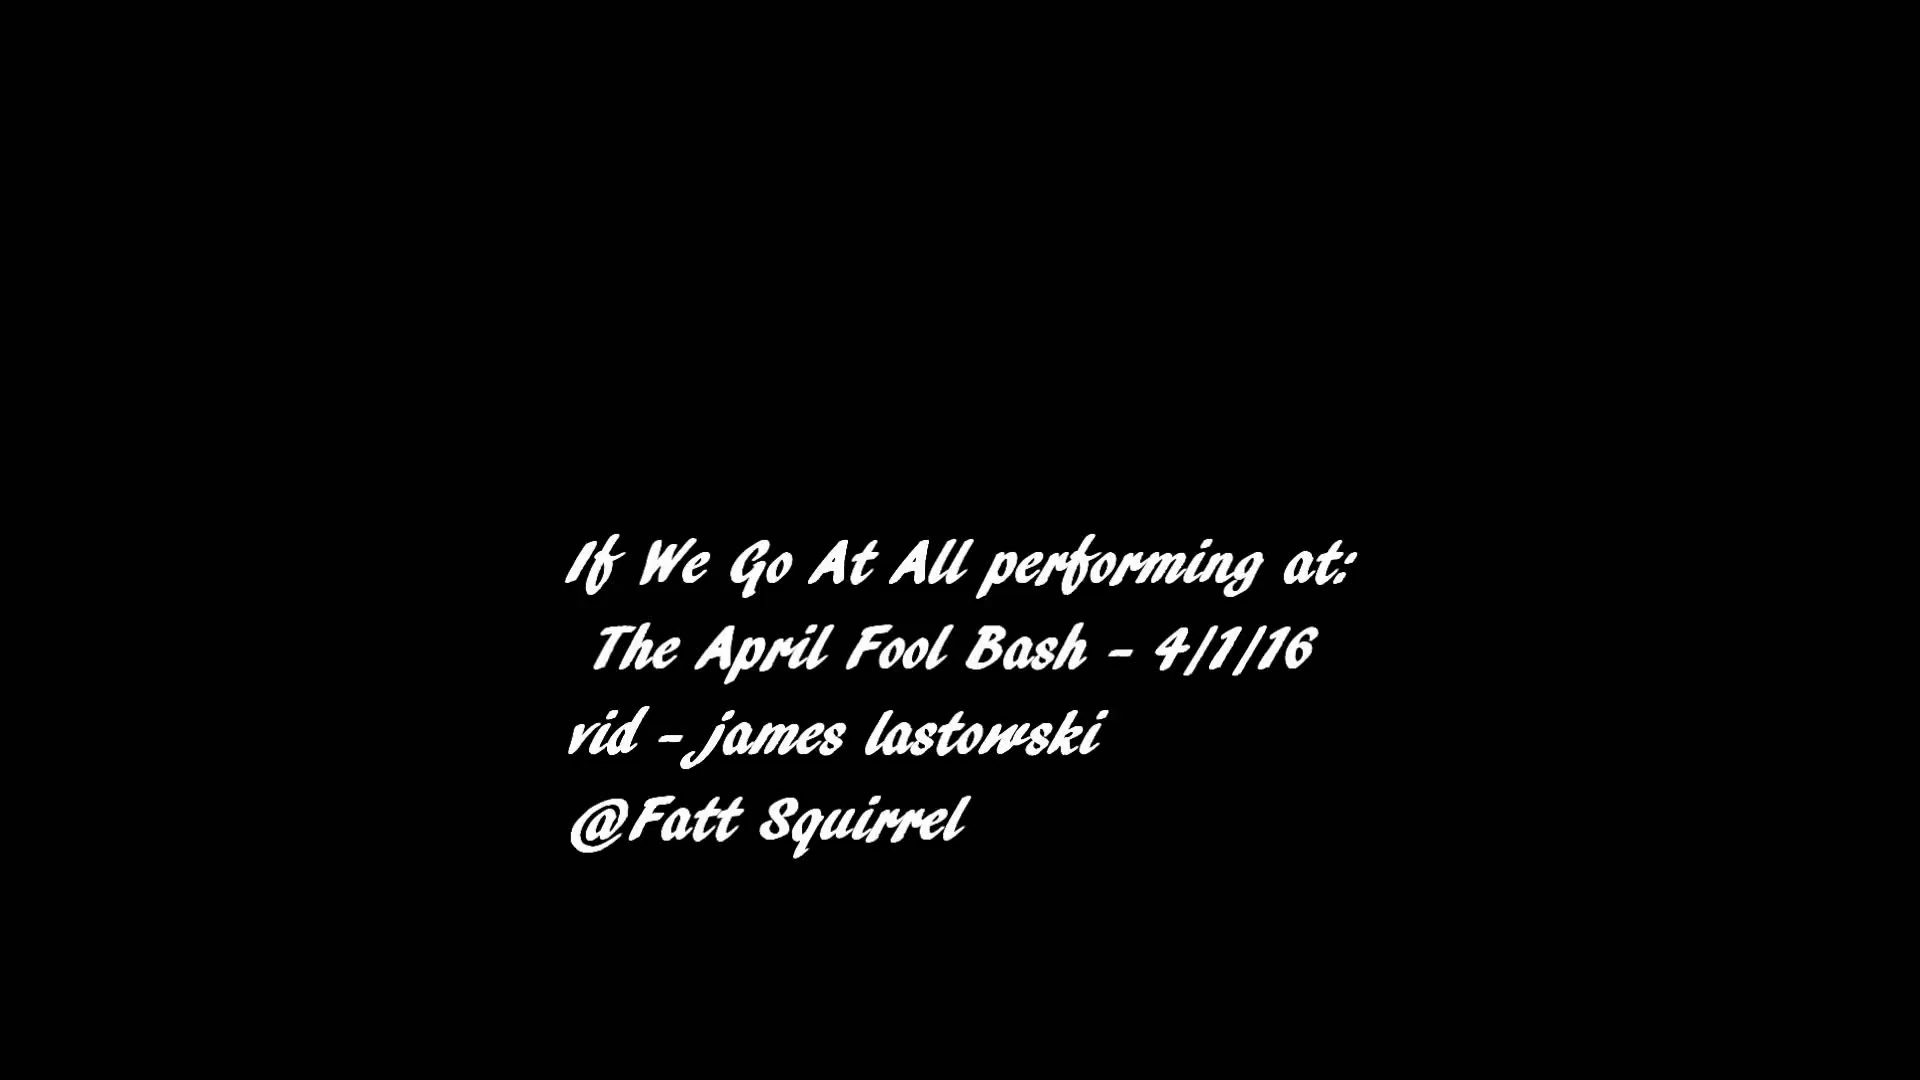 If We Go At All performing at:
The April Fool Bash - 4/1/16
vid - james lastowski
@Fatt Squirrel